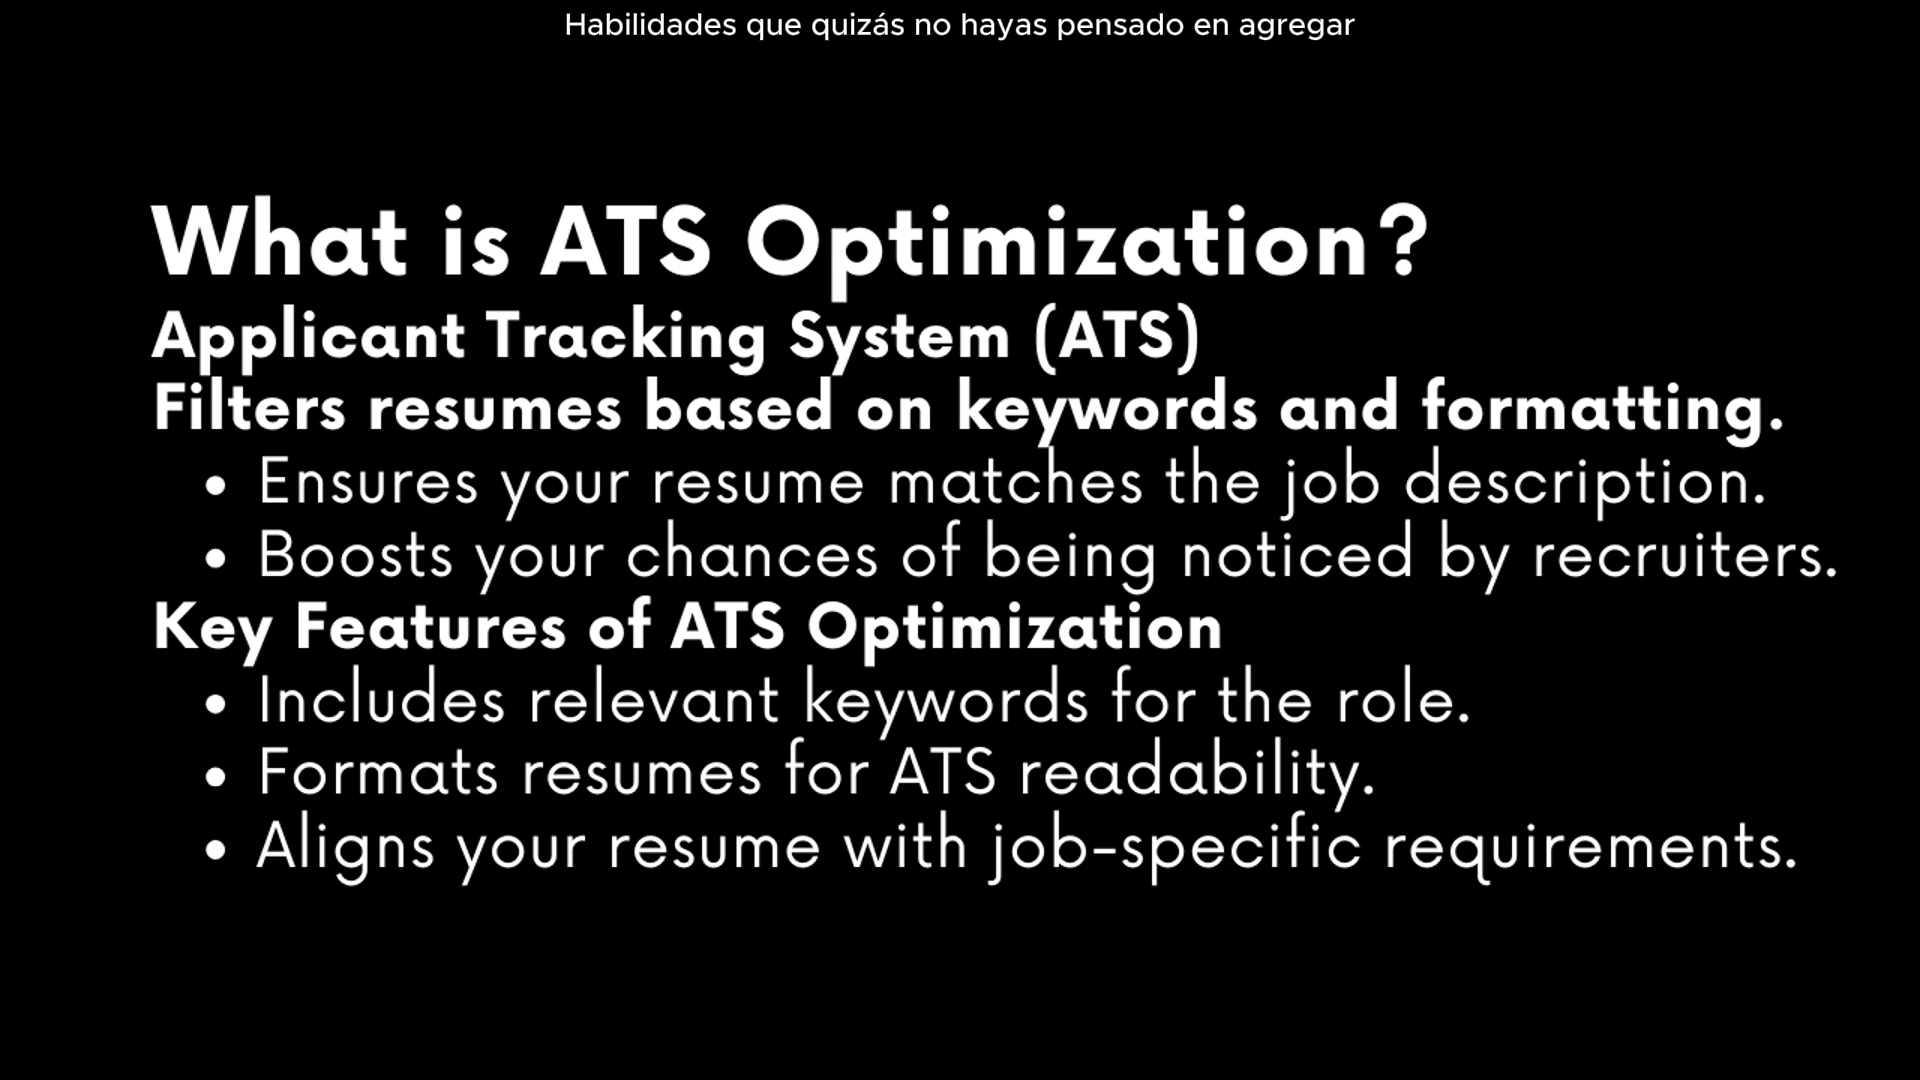 Habilidades que quizás no hayas pensado en agregar
What is ATS Optimization?
Applicant Tracking System (ATS)
Filters resumes based on keywords and formatting.
• Ensures your resume matches the job description.
• Boosts your chances of being noticed by recruiters.
Key Features of ATS Optimization
• Includes relevant keywords for the role.
• Formats resumes for ATS readability.
• Aligns your resume with job-specific requirements.